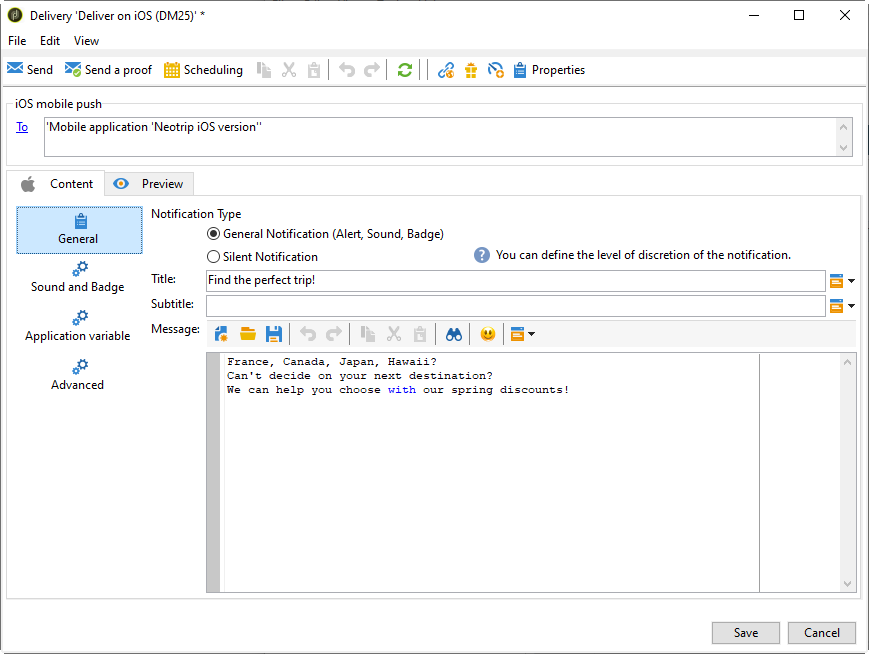 Delivery 'Deliver on iOS (DM25)' *
File Edit View
Send Send a proof Scheduling Properties
iOS mobile push
To 'Mobile application 'Neotrip iOS version''
Content Preview
General
Sound and Badge
Application variable
Advanced
Notification Type
General Notification (Alert, Sound, Badge)
Silent Notification
? You can define the level of discretion of the notification.
Title: Find the perfect trip!
Subtitle:
Message:
France, Canada, Japan, Hawaii?
Can't decide on your next destination?
We can help you choose with our spring discounts!
Save Cancel